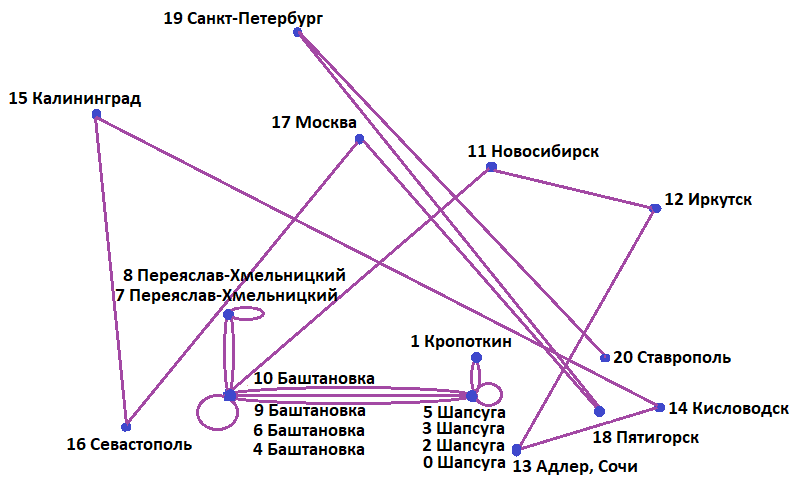 19 Санкт-Петербург
15 Калининград
17 Москва
11 Новосибирск
12 Иркутск
8 Переяслав-Хмельницкий
7 Переяслав-Хмельницкий
1 Кропоткин
20 Ставрополь
10 Баштановка
9 Баштановка
6 Баштановка
4 Баштановка
5 Шапсуга
3 Шапсуга
2 Шапсуга
0 Шапсуга
14 Кисловодск
18 Пятигорск
16 Севастополь
13 Адлер, Сочи